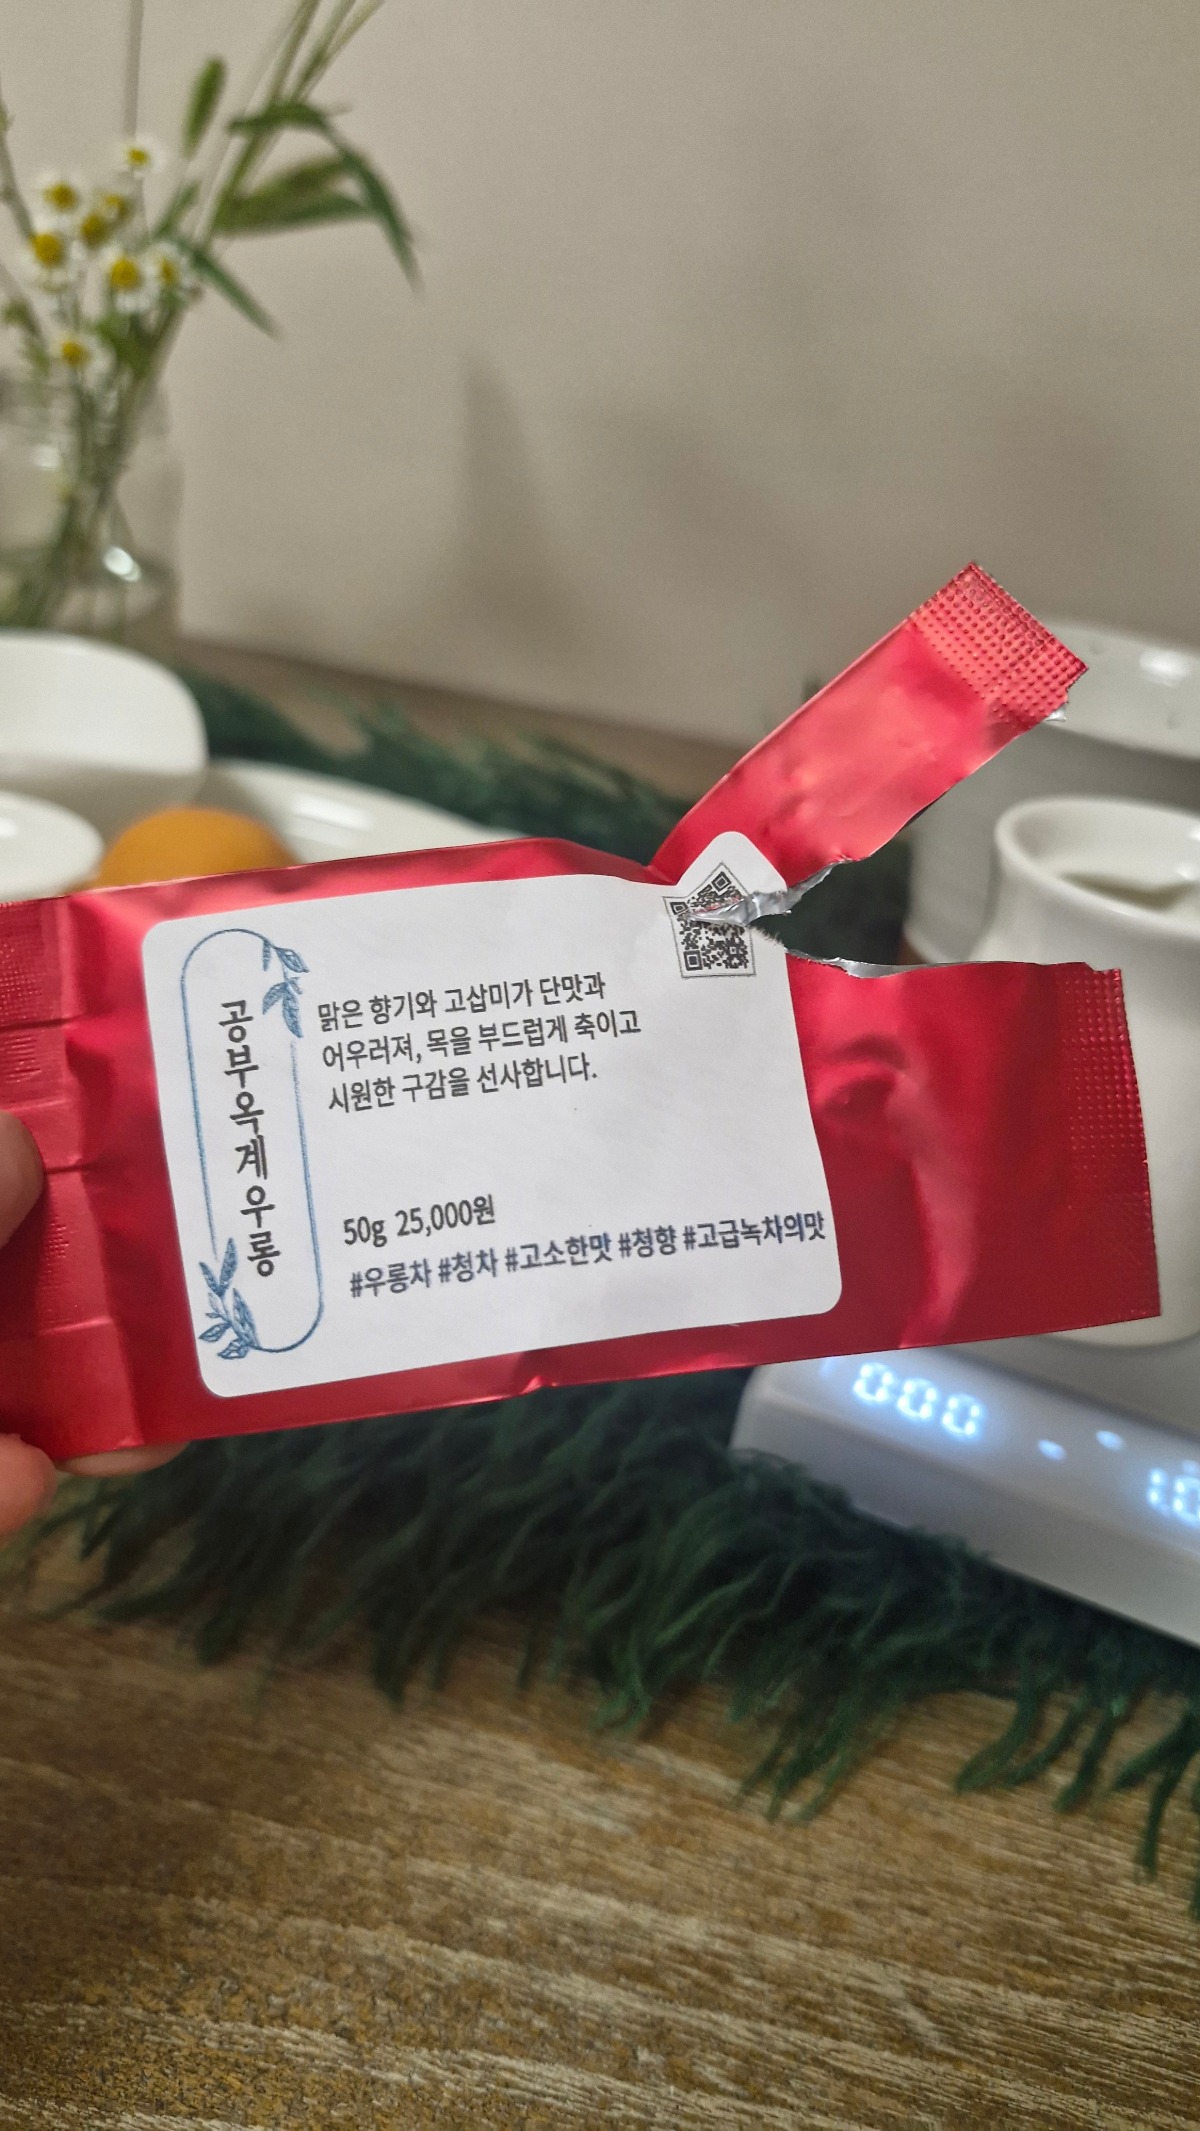 공부옥계우롱
맑은 향기와 고삽미가 단맛과
어우러져, 목을 부드럽게 축이고
시원한 구감을 선사합니다.
50g 25,000원
#우롱차 #청차 #고소한맛 #청향 #고급녹차의맛
000